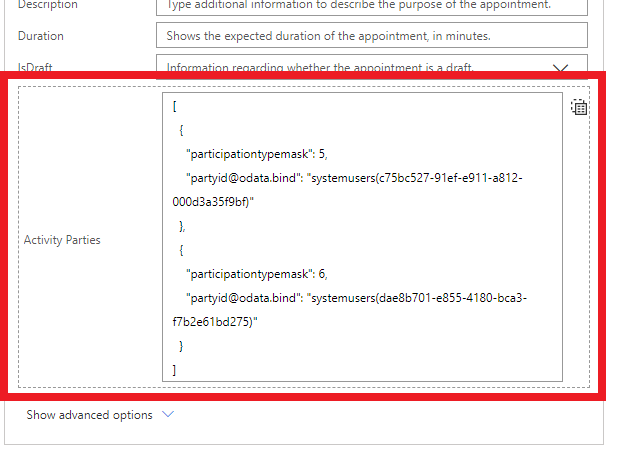 Description
Type additional information to describe the purpose of the appointment.
Duration
Shows the expected duration of the appointment, in minutes.
IsDraft
Information regarding whether the appointment is a draft.
Activity Parties
[
{
"participationtypemask": 5,
"partyid@odata.bind": "systemusers(c75bc527-91ef-e911-a812-
000d3a35f9bf)"
},
{
"participationtypemask": 6,
"partyid@odata.bind": "systemusers(dae8b701-e855-4180-bca3-
f7b2e61bd275)"
}
]
Show advanced options